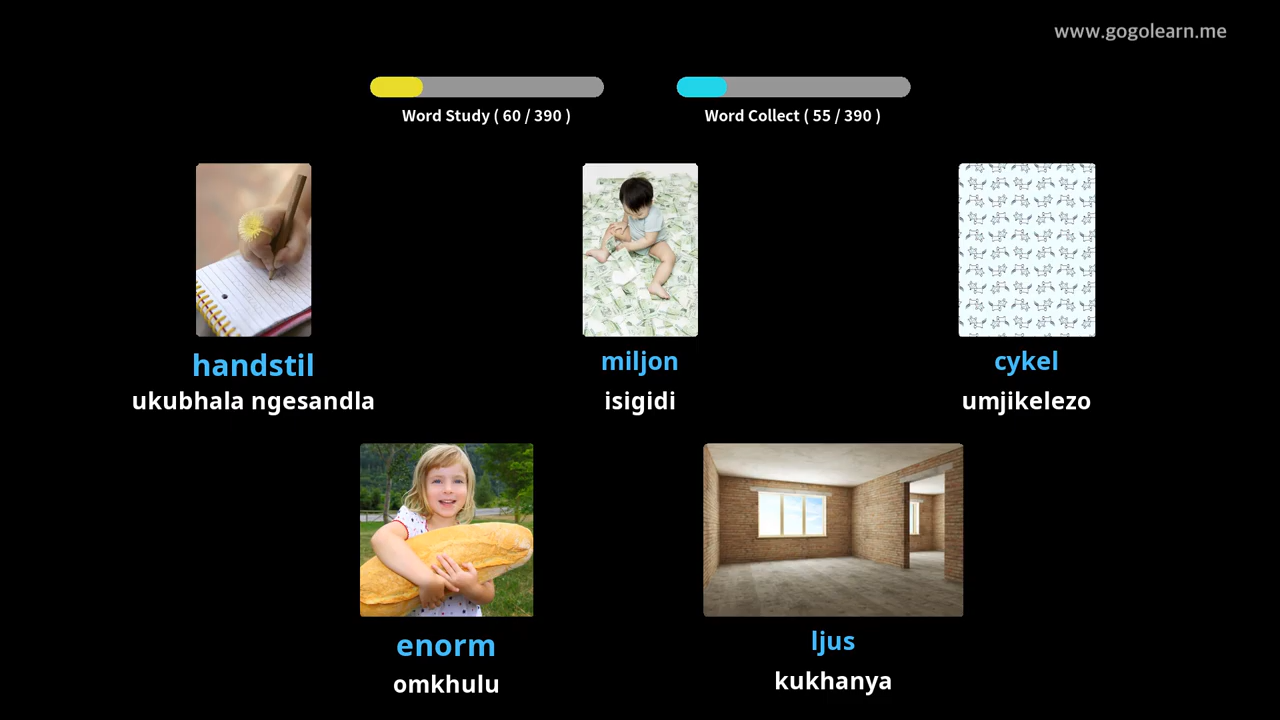 www.gogolearn.me
Word Study ( 60 / 390 )
Word Collect ( 55 / 390 )
handstil
ukubhala ngesandla
miljon
isigidi
cykel
umjikelezo
enorm
omkhulu
ljus
kukhanya